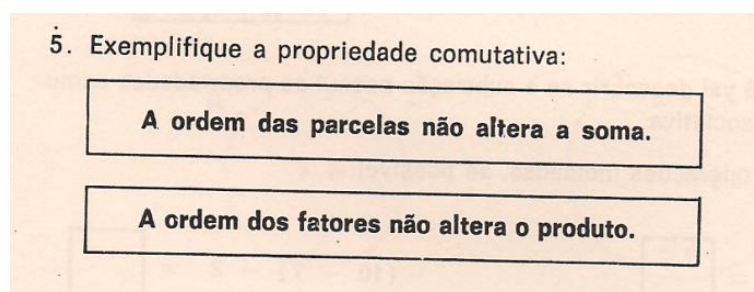 5. Exemplifique a propriedade comutativa:
A ordem das parcelas não altera a soma.
A ordem dos fatores não altera o produto.